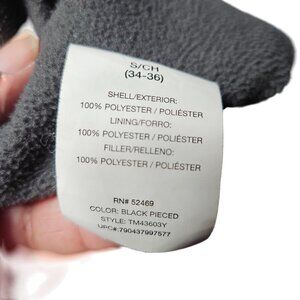 S/CH
(34-36)
SHELL/EXTERIOR:
100% POLYESTER / POLIÉSTER
LINING/FORRO:
100% POLYESTER / POLIÉSTER
FILLER/RELLENO:
100% POLYESTER / POLIÉSTER
RN# 52469
COLOR: BLACK PIECED
STYLE: TM43603Y
UPC#:790437997577